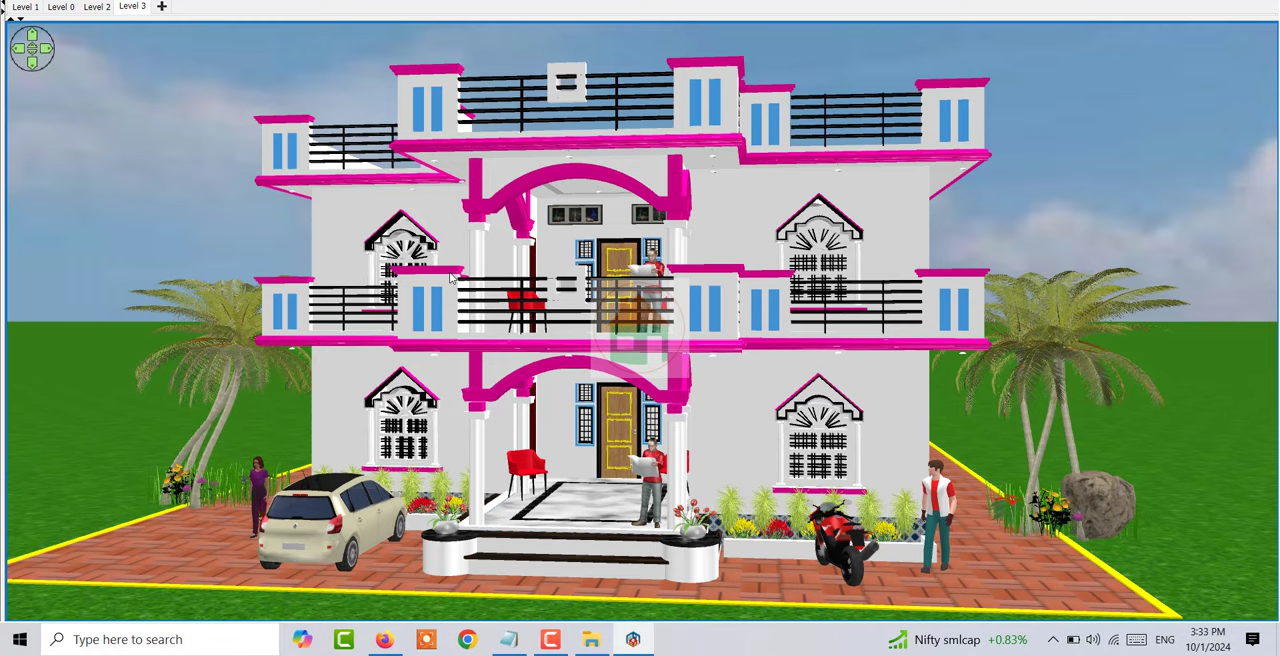 Level 1 Level 0 Level 2 Level 3
Type here to search
Nifty smlcap +0.83%
ENG
3:33 PM
10/1/2024